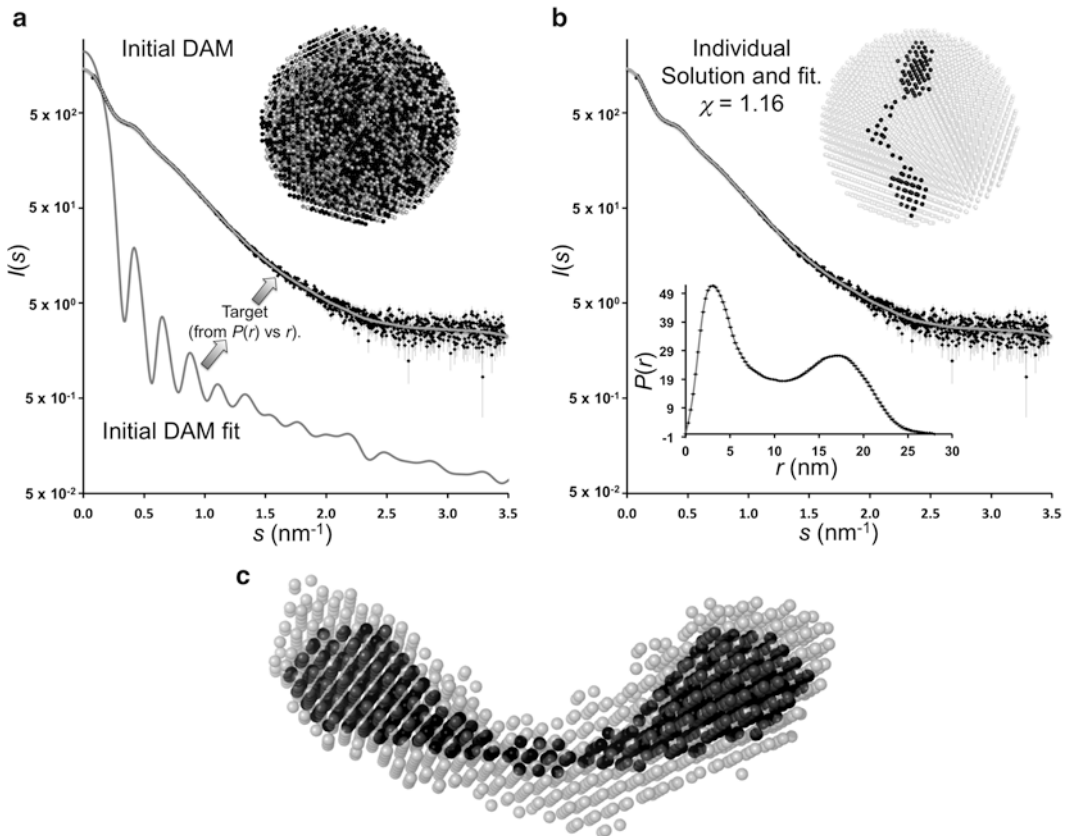 a
Initial DAM
5 x 10²
5 x 10¹
I(s)
5 x 10⁰
Target
(from P(r) vs r).
5 x 10⁻¹
Initial DAM fit
5 x 10⁻²
0.0 0.5 1.0 1.5 2.0 2.5 3.0 3.5
s (nm⁻¹)
b
Individual
Solution and fit.
χ = 1.16
5 x 10²
5 x 10¹
I(s)
5 x 10⁰
5 x 10⁻¹
5 x 10⁻²
49
39
29
19
9
-1
P(r)
0 5 10 15 20 25 30
r (nm)
0.0 0.5 1.0 1.5 2.0 2.5 3.0 3.5
s (nm⁻¹)
c